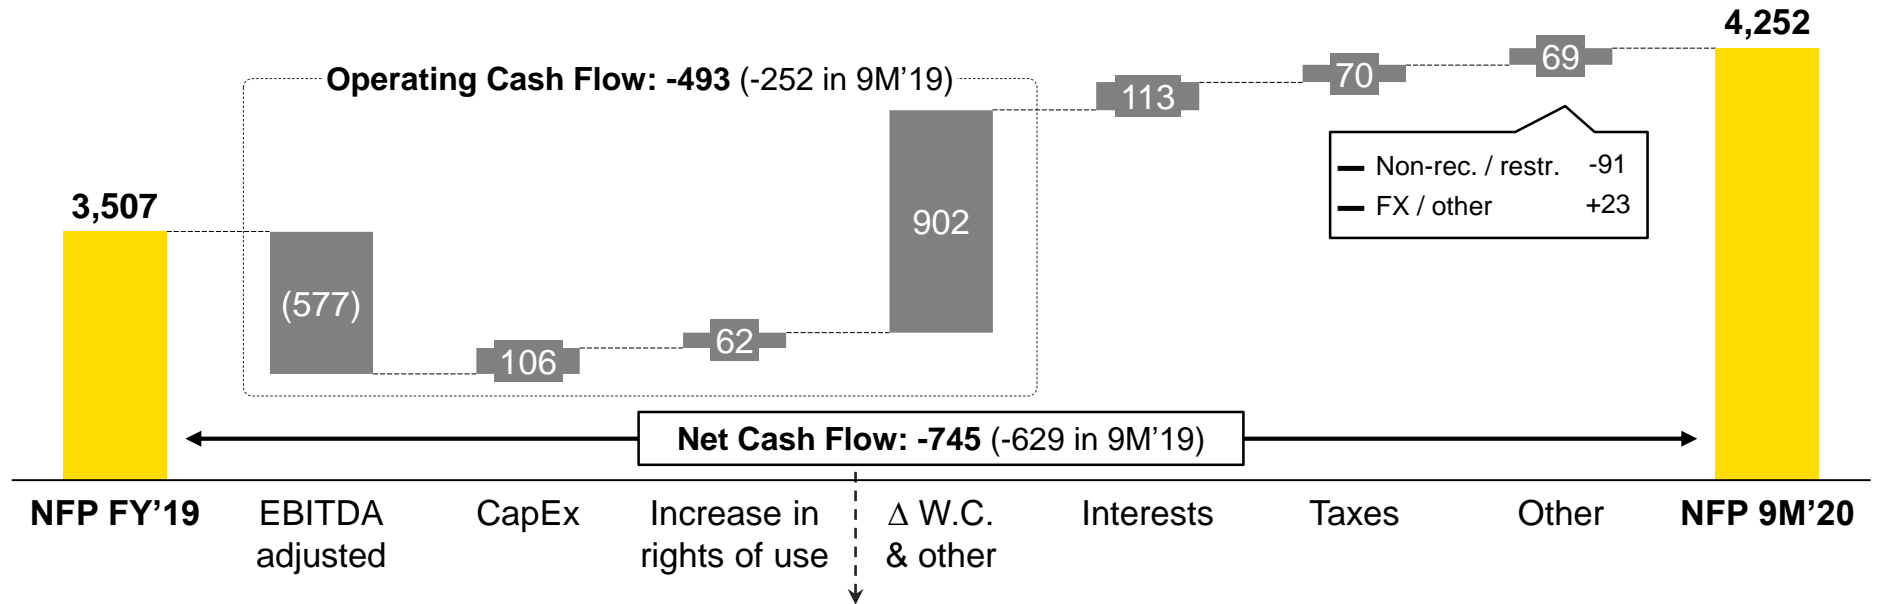 4,252
Operating Cash Flow: -493 (-252 in 9M’19)
69
70
113
Non-rec. / restr. -91
FX / other +23
3,507
902
(577)
62
106
Net Cash Flow: -745 (-629 in 9M’19)
NFP FY’19
EBITDA
adjusted
CapEx
Increase in
rights of use
Δ W.C.
& other
Interests
Taxes
Other
NFP 9M’20